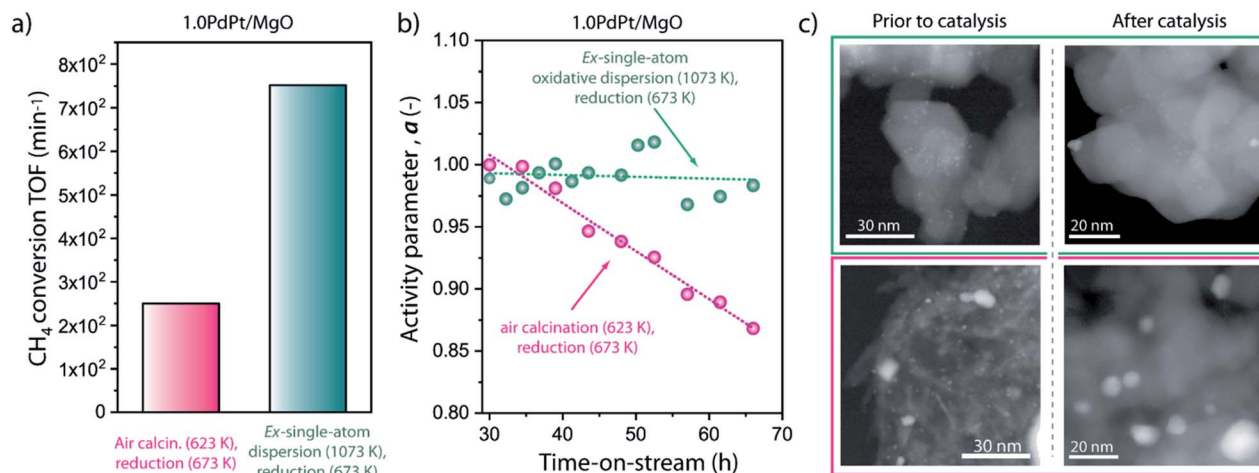 a)
1.0PdPt/MgO
CH₄ conversion TOF (min⁻¹)
8x10²
7x10²
6x10²
5x10²
4x10²
3x10²
2x10²
1x10²
0
Air calcin. (623 K),
reduction (673 K)
Ex-single-atom
dispersion (1073 K),
reduction (673 K)
b)
1.0PdPt/MgO
Activity parameter , a (-)
1.10
1.05
1.00
0.95
0.90
0.85
0.80
Ex-single-atom
oxidative dispersion (1073 K),
reduction (673 K)
air calcination (623 K),
reduction (673 K)
30
40
50
60
70
Time-on-stream (h)
c)
Prior to catalysis
After catalysis
30 nm
20 nm
30 nm
20 nm